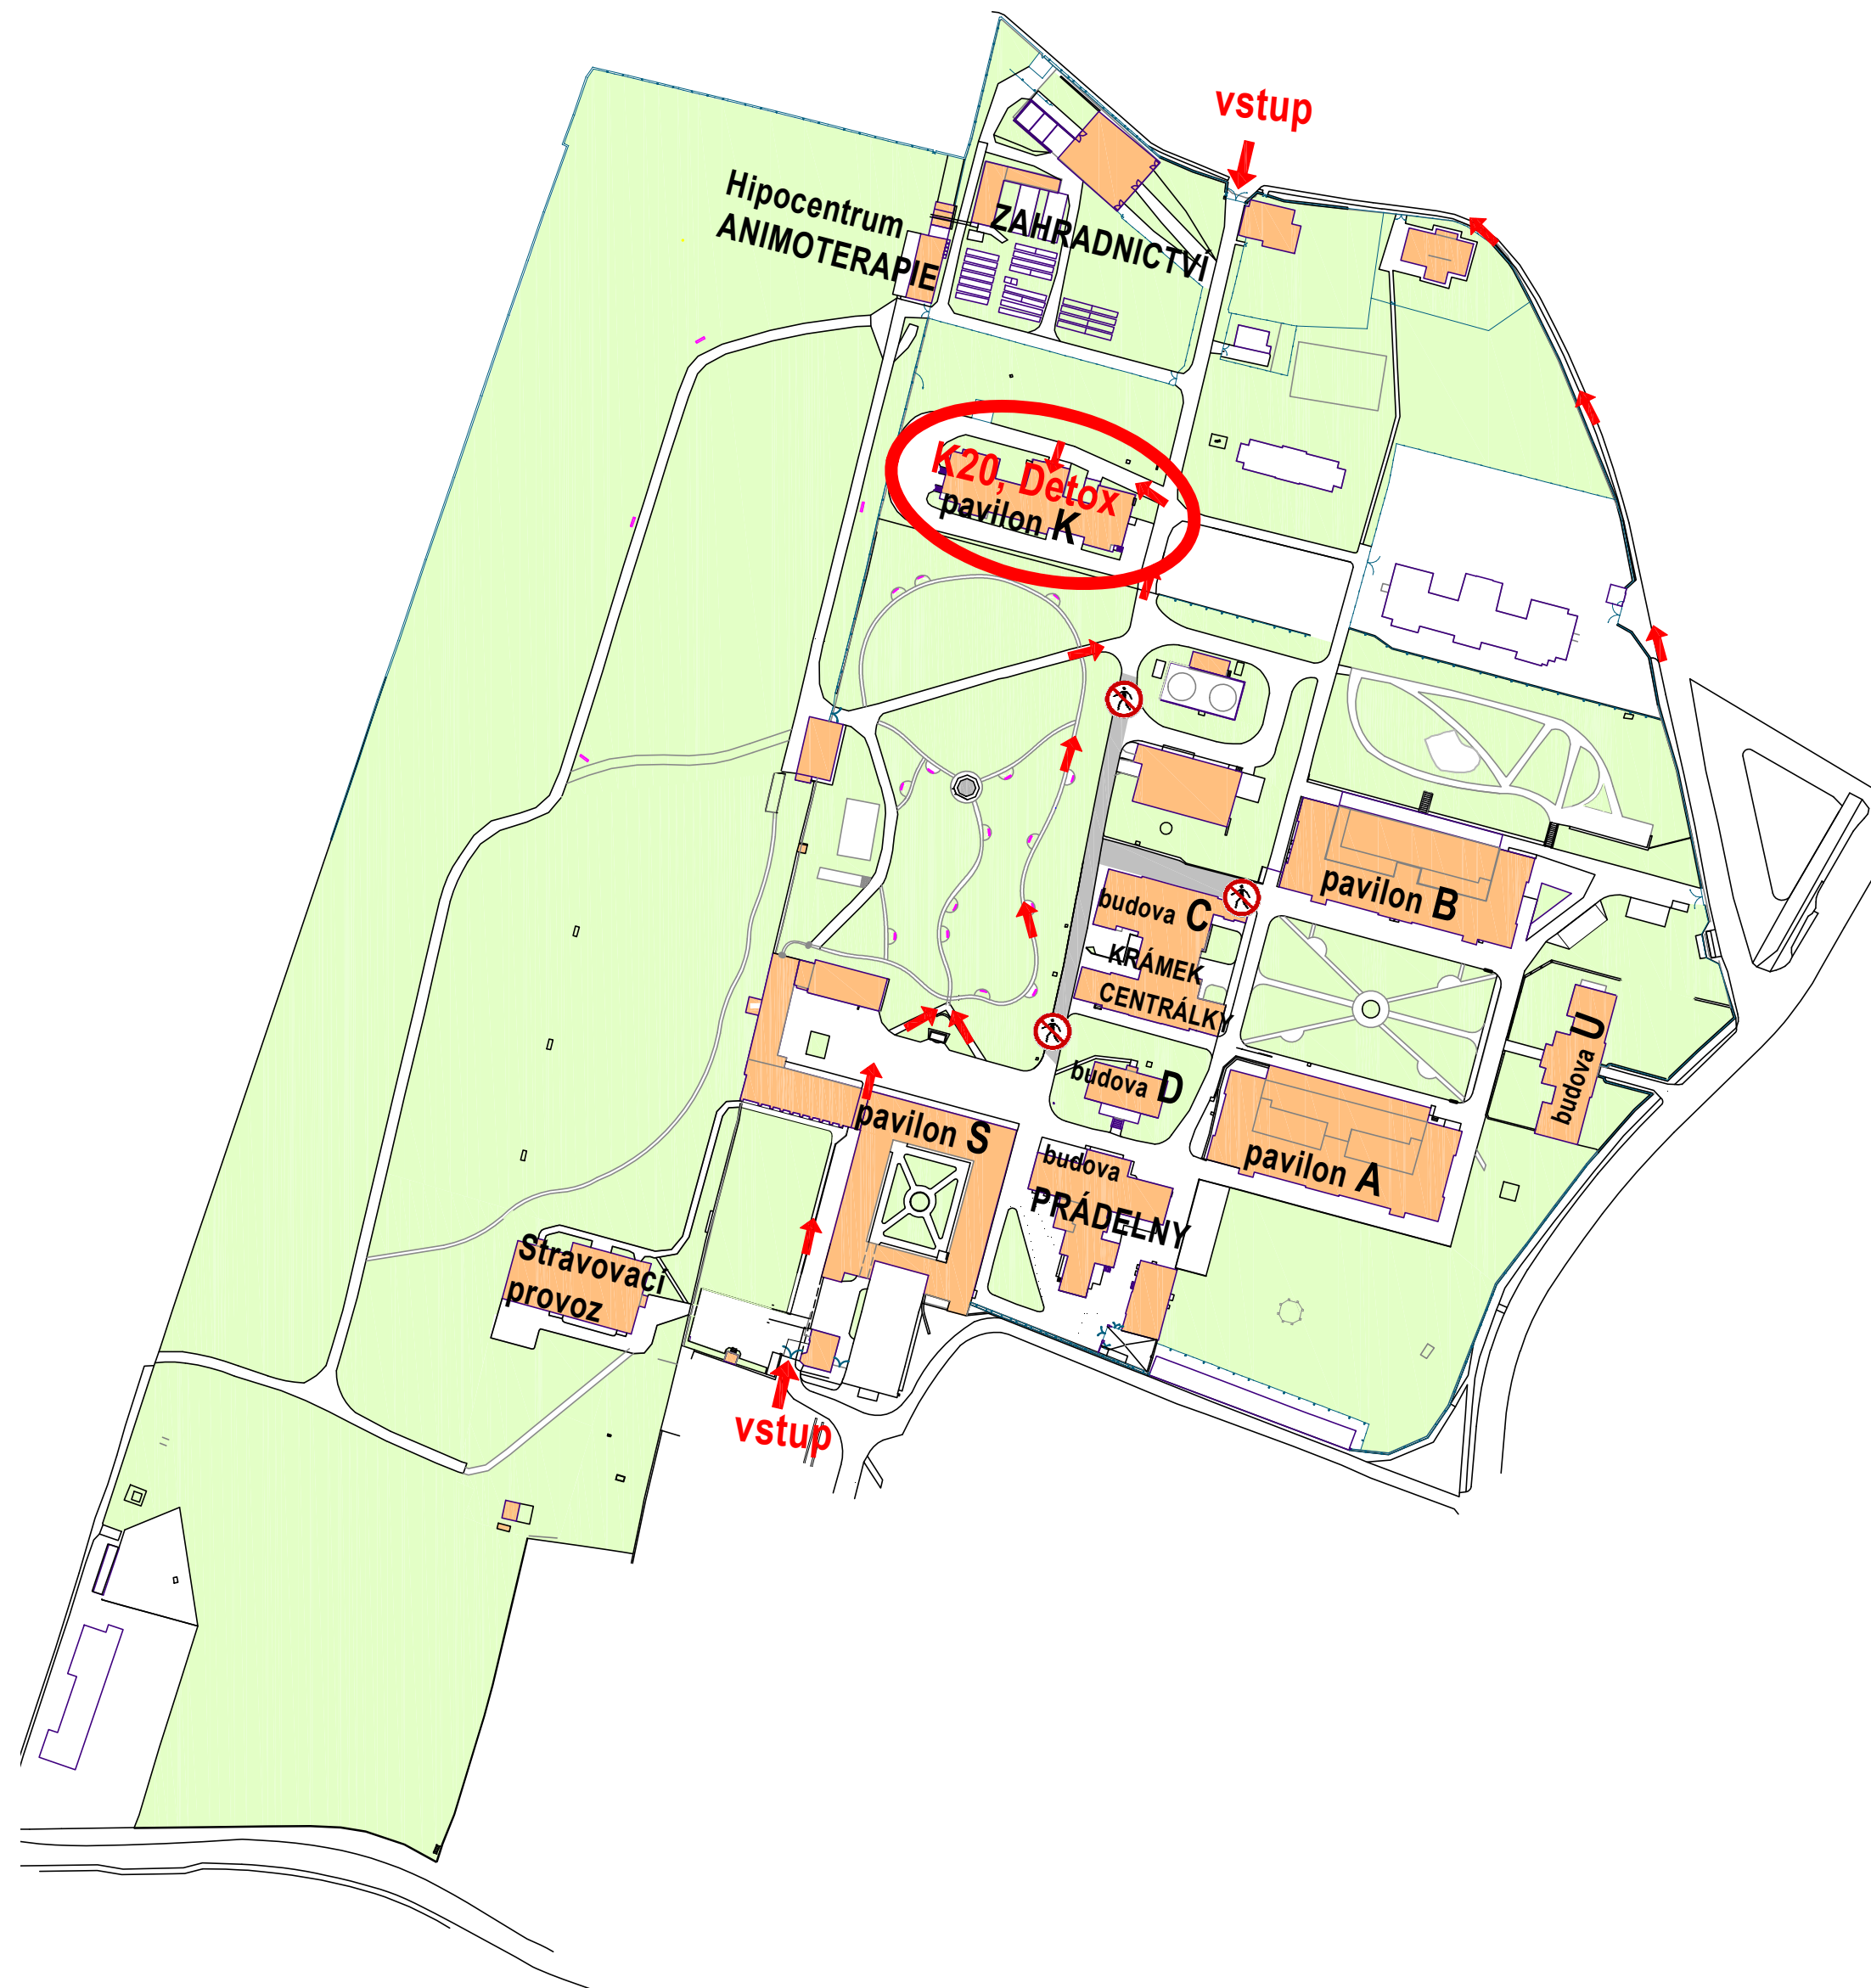 vstup
Hipocentrum
ANIMOTERAPIE
ZAHRADNICTVÍ
K20, Detox
pavilon K
pavilon B
budova C
KRÁMEK
CENTRÁLKY
budova U
budova D
pavilon S
pavilon A
budova
PRÁDELNY
Stravovací
provoz
vstup